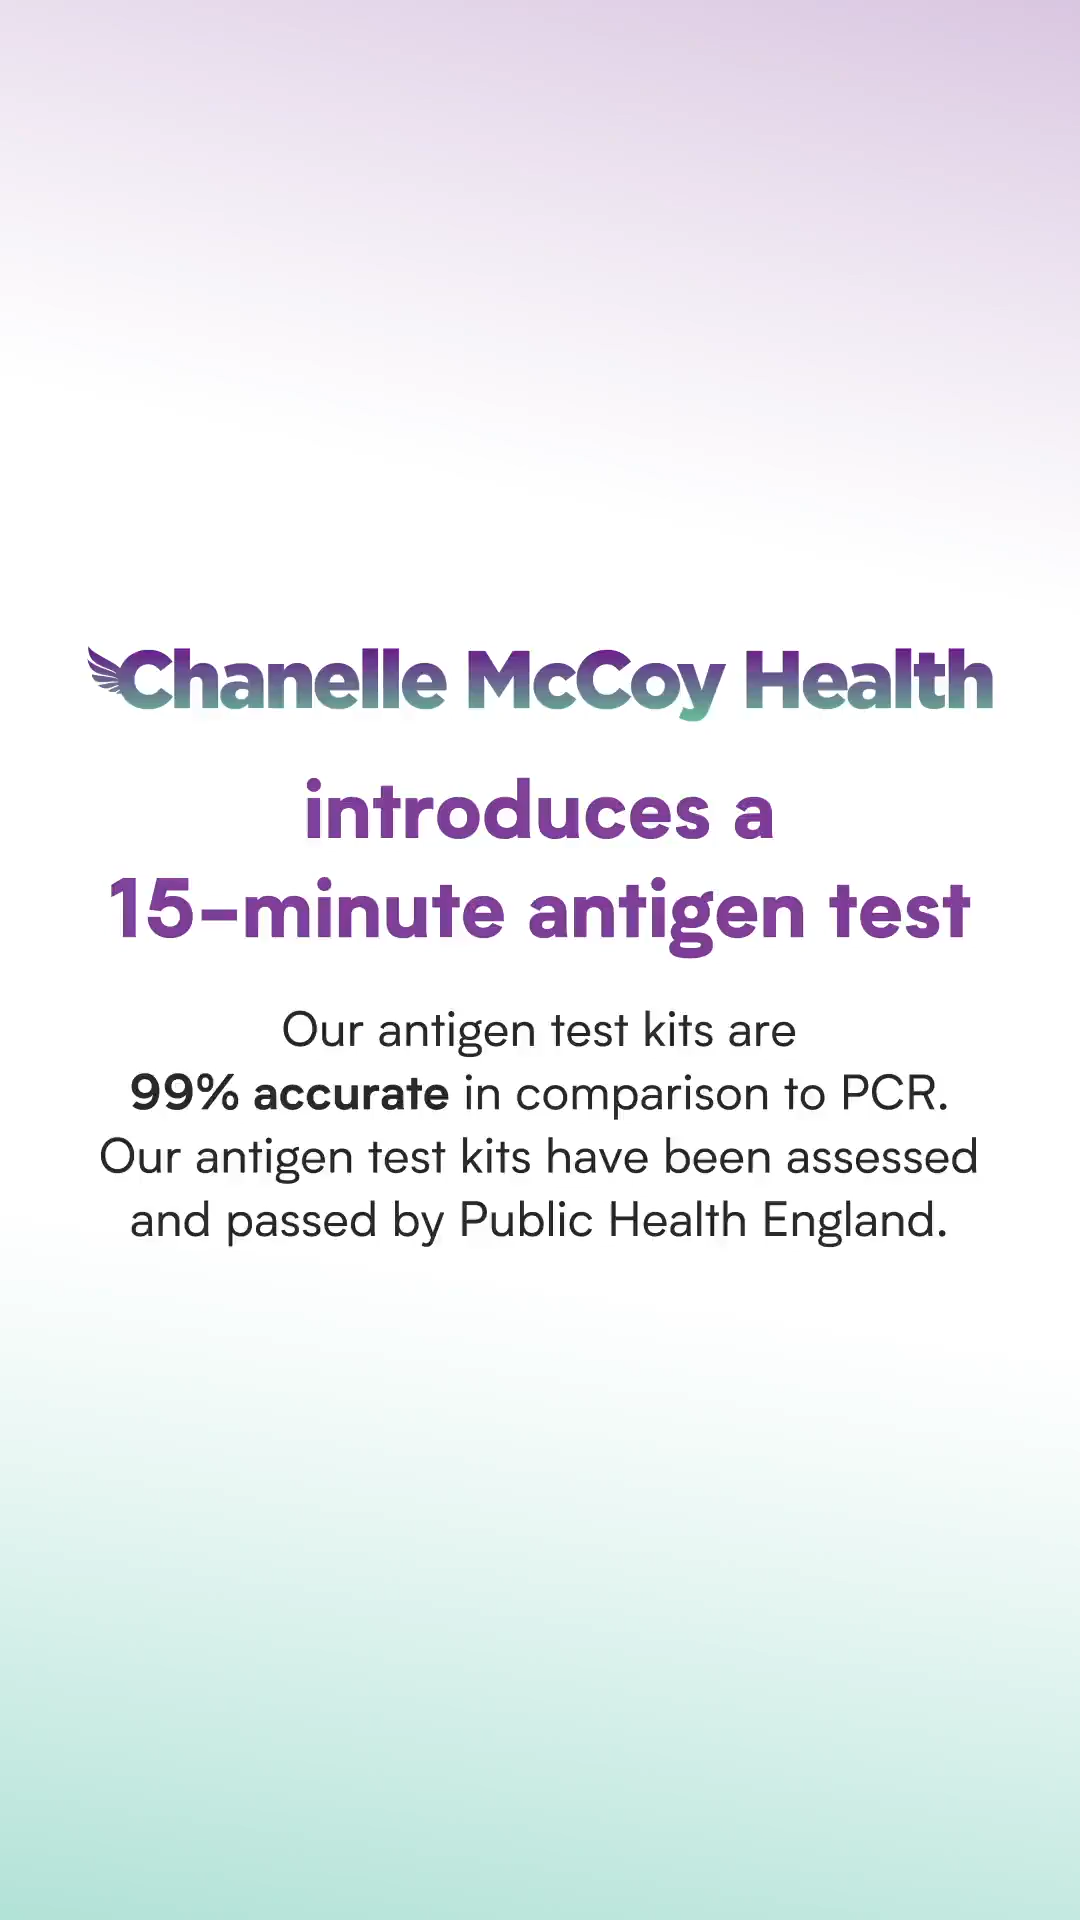 Chanelle McCoy Health
introduces a
15-minute antigen test
Our antigen test kits are
99% accurate in comparison to PCR.
Our antigen test kits have been assessed
and passed by Public Health England.